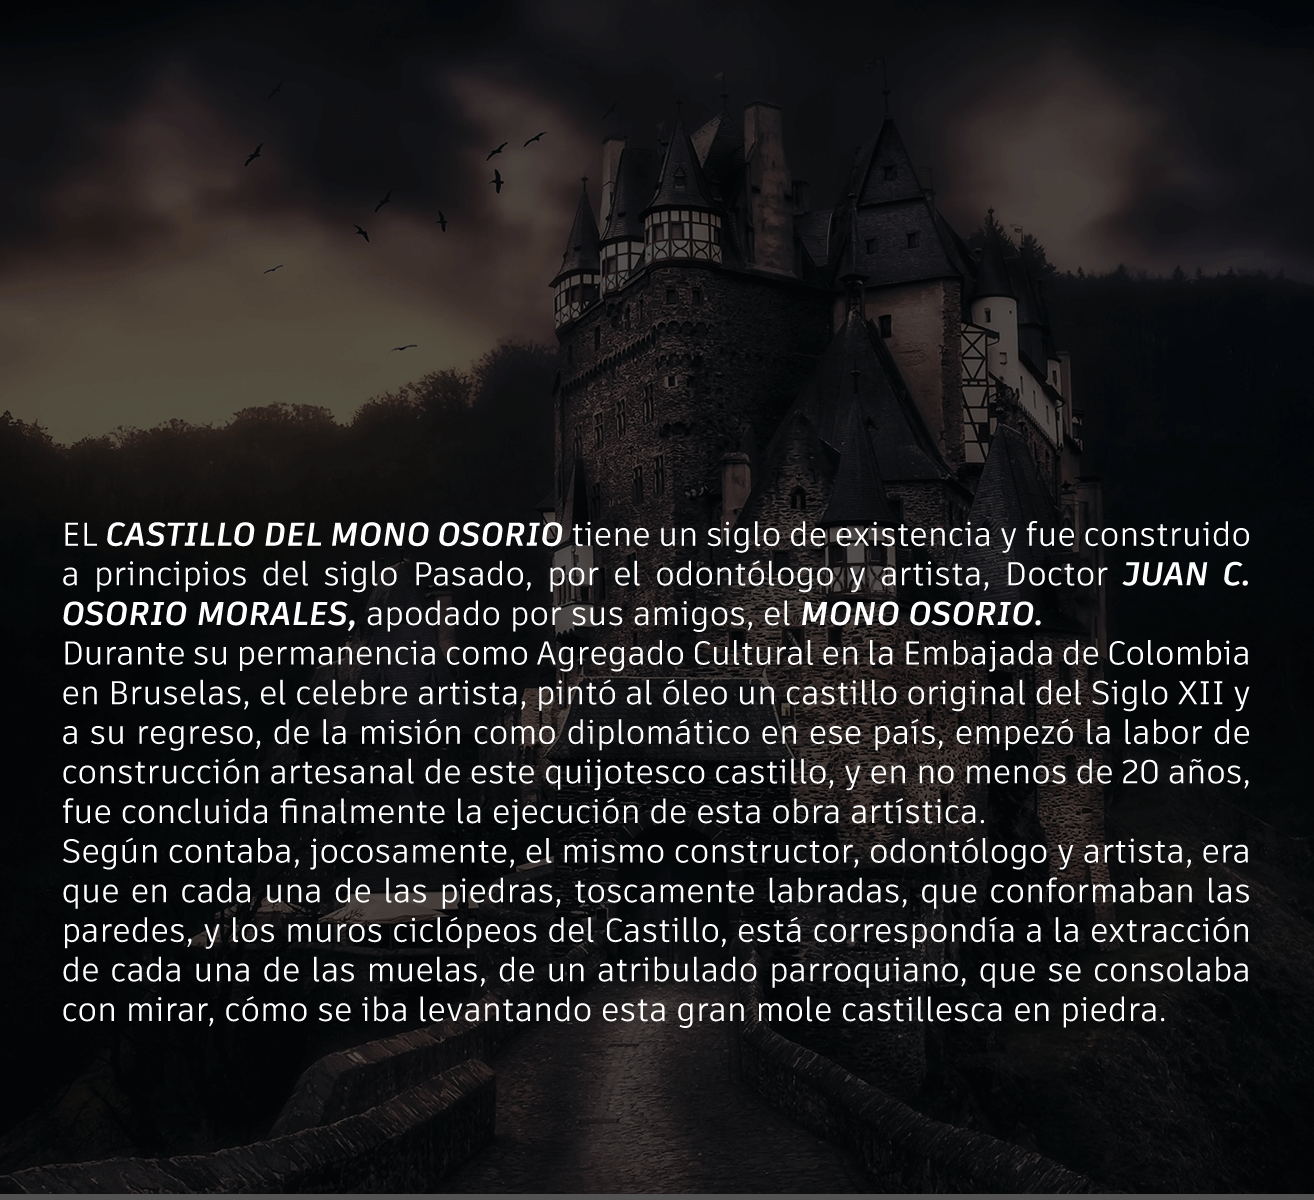 EL CASTILLO DEL MONO OSORIO tiene un siglo de existencia y fue construido
a principios del siglo Pasado, por el odontólogo y artista, Doctor JUAN C.
OSORIO MORALES, apodado por sus amigos, el MONO OSORIO.
Durante su permanencia como Agregado Cultural en la Embajada de Colombia
en Bruselas, el celebre artista, pintó al óleo un castillo original del Siglo XII y
a su regreso, de la misión como diplomático en ese país, empezó la labor de
construcción artesanal de este quijotesco castillo, y en no menos de 20 años,
fue concluida finalmente la ejecución de esta obra artística.
Según contaba, jocosamente, el mismo constructor, odontólogo y artista, era
que en cada una de las piedras, toscamente labradas, que conformaban las
paredes, y los muros ciclópeos del Castillo, está correspondía a la extracción
de cada una de las muelas, de un atribulado parroquiano, que se consolaba
con mirar, cómo se iba levantando esta gran mole castillesca en piedra.